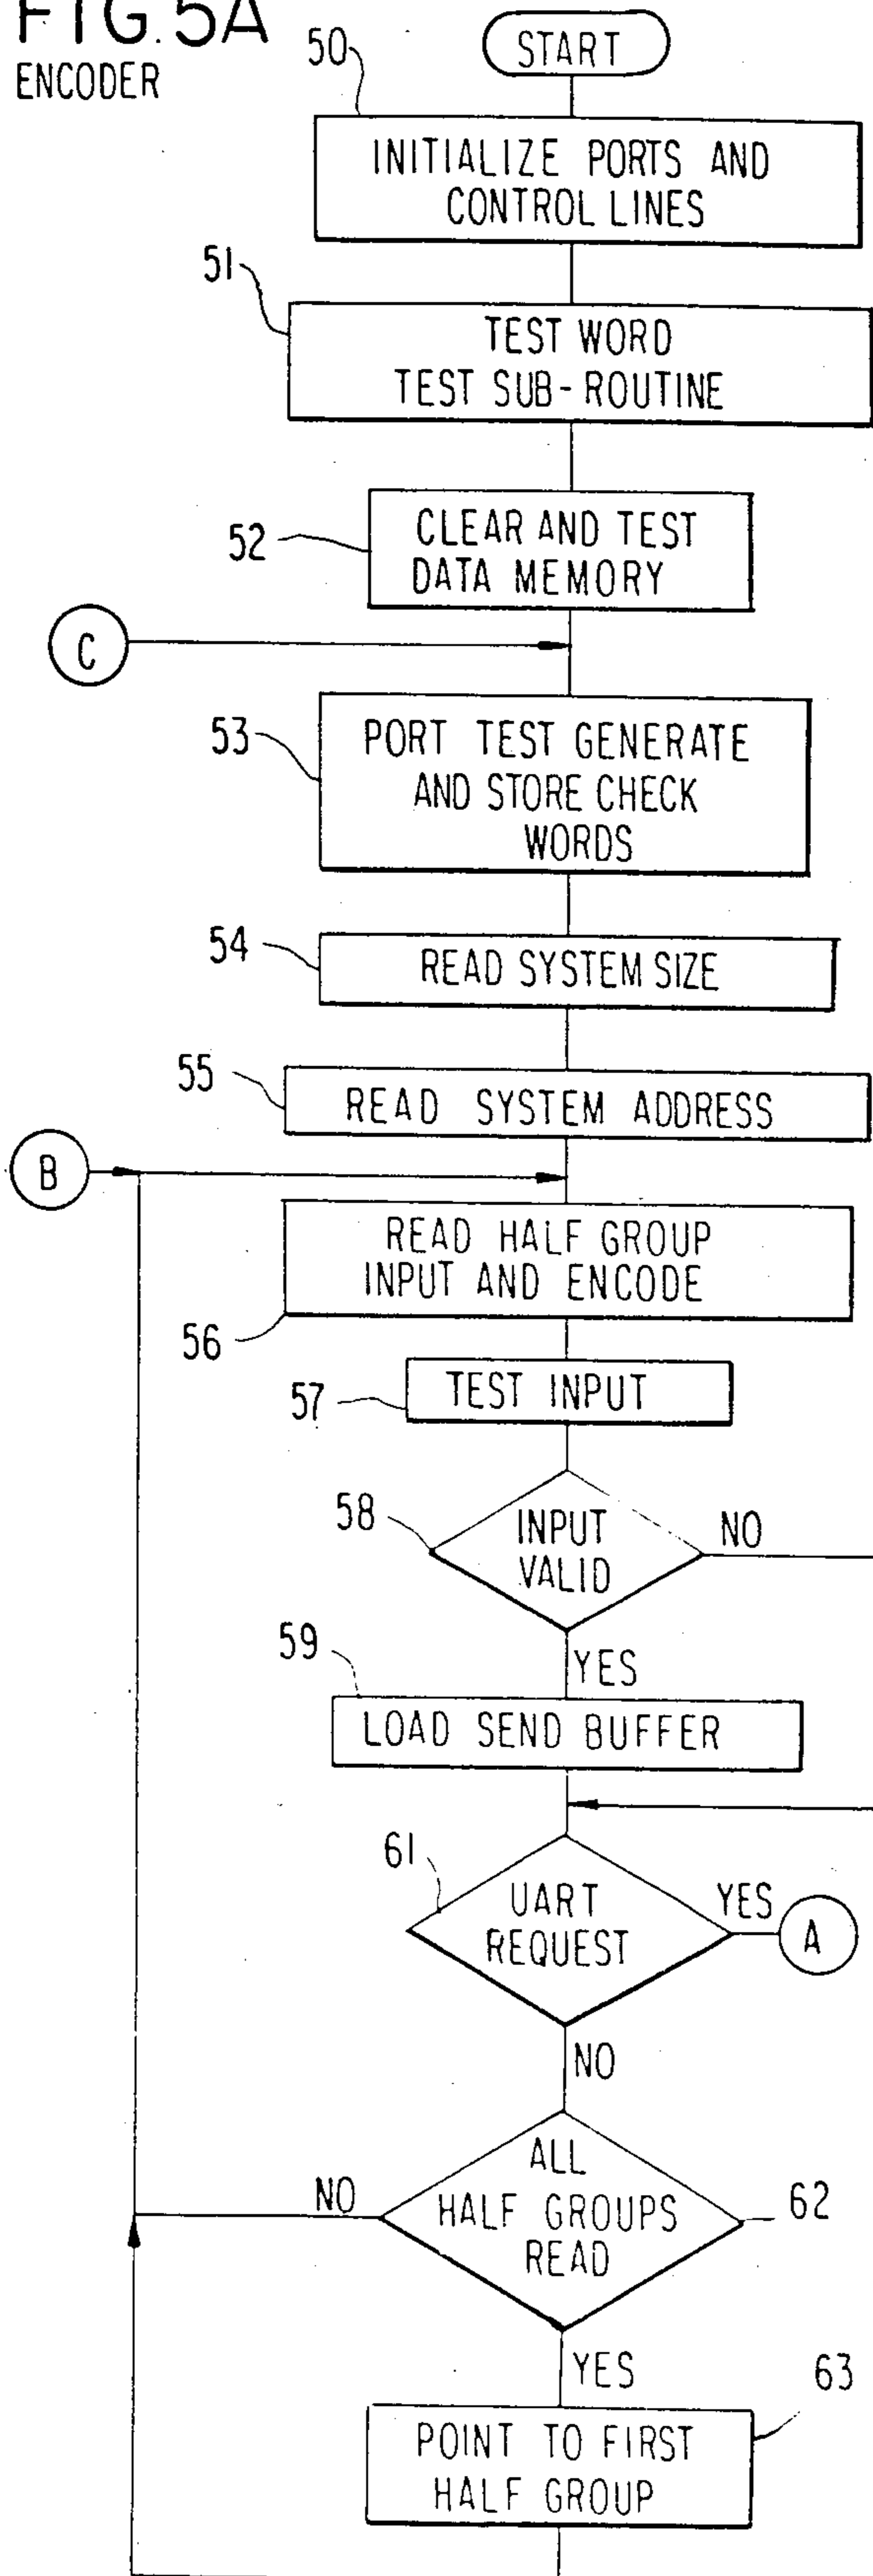 FIG. 5A
ENCODER
START
50
INITIALIZE PORTS AND
CONTROL LINES
51
TEST WORD
TEST SUB-ROUTINE
52
CLEAR AND TEST
DATA MEMORY
C
53
PORT TEST GENERATE
AND STORE CHECK
WORDS
54
READ SYSTEM SIZE
55
READ SYSTEM ADDRESS
B
READ HALF GROUP
INPUT AND ENCODE
56
57
TEST INPUT
58
INPUT
VALID
NO
YES
59
LOAD SEND BUFFER
61
UART
REQUEST
YES
A
NO
ALL
HALF GROUPS
READ
NO
62
YES
63
POINT TO FIRST
HALF GROUP